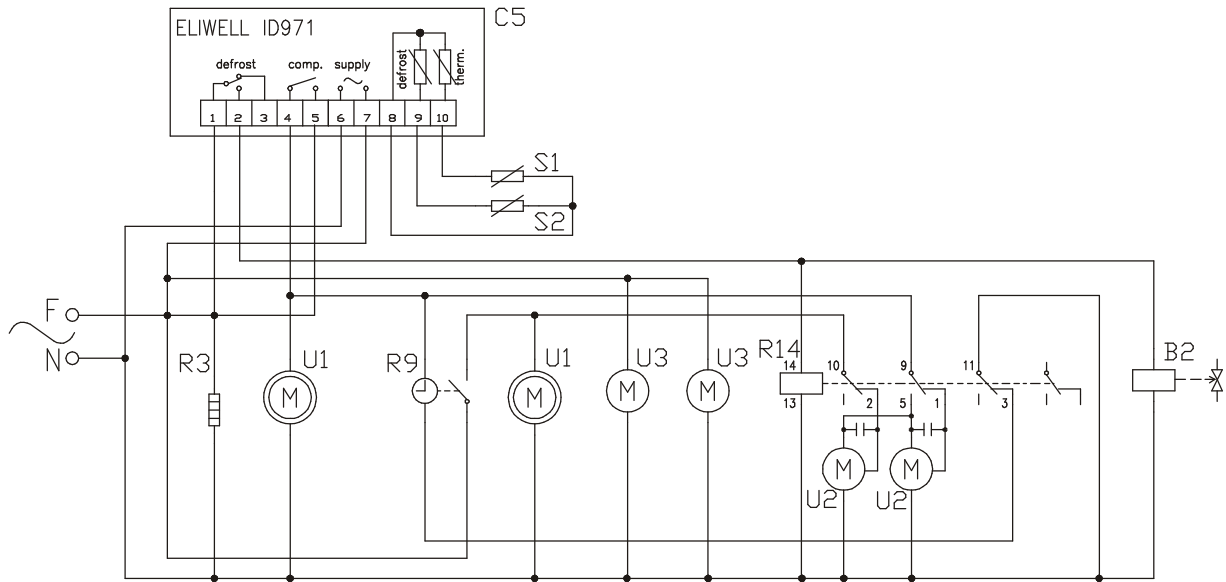 C5
ELIWELL ID971
defrost comp. supply
defrost
therm.
1 2 3 4 5 6 7 8 9 10
S1
S2
F
N
R3
U1
R9
U1
U3
U3
R14
14
13
10
2
9
5 1
11
3
B2
M
M
M
M
M
M
U2
U2